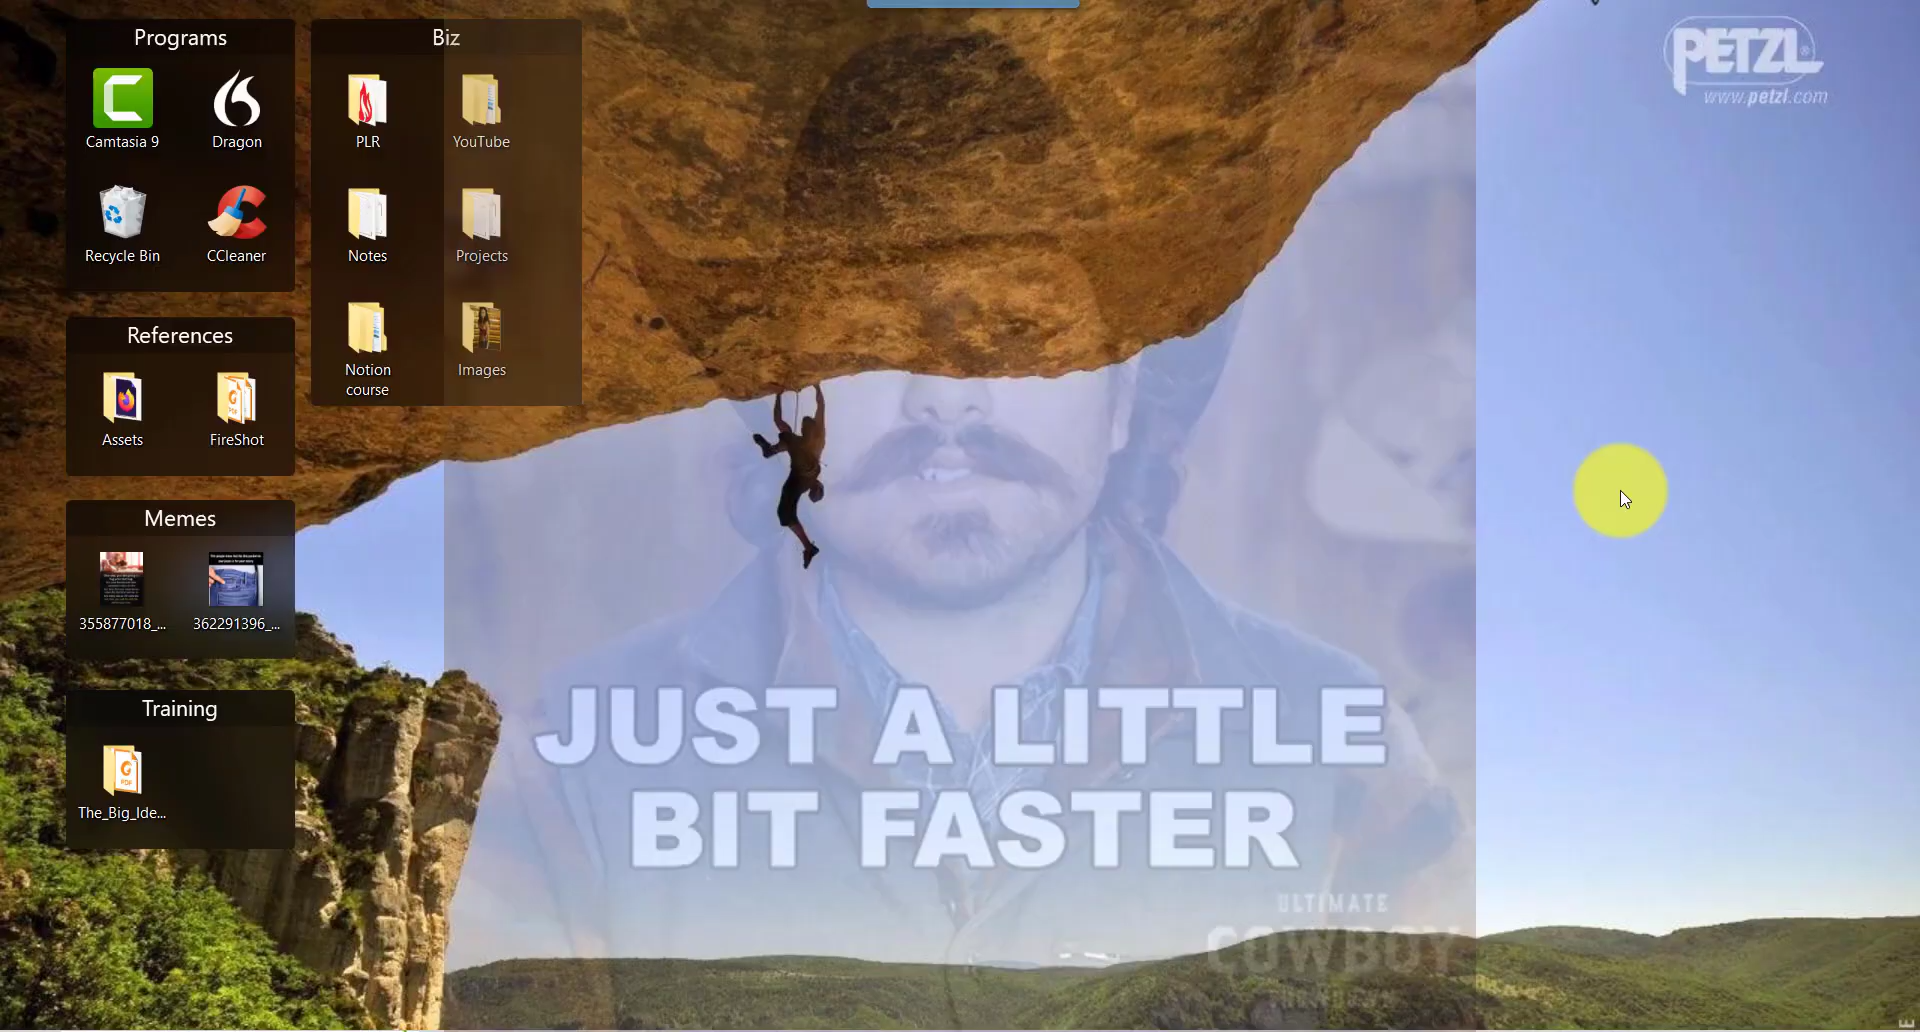 Programs
Camtasia 9
Dragon
Recycle Bin
CCleaner
Biz
PLR
YouTube
Notes
Projects
Notion
course
Images
References
Assets
FireShot
Memes
355877018_...
362291396_...
Training
The_Big_Ide...
PETZL
www.petzl.com
JUST A LITTLE
BIT FASTER
ULTIMATE
COWBOY